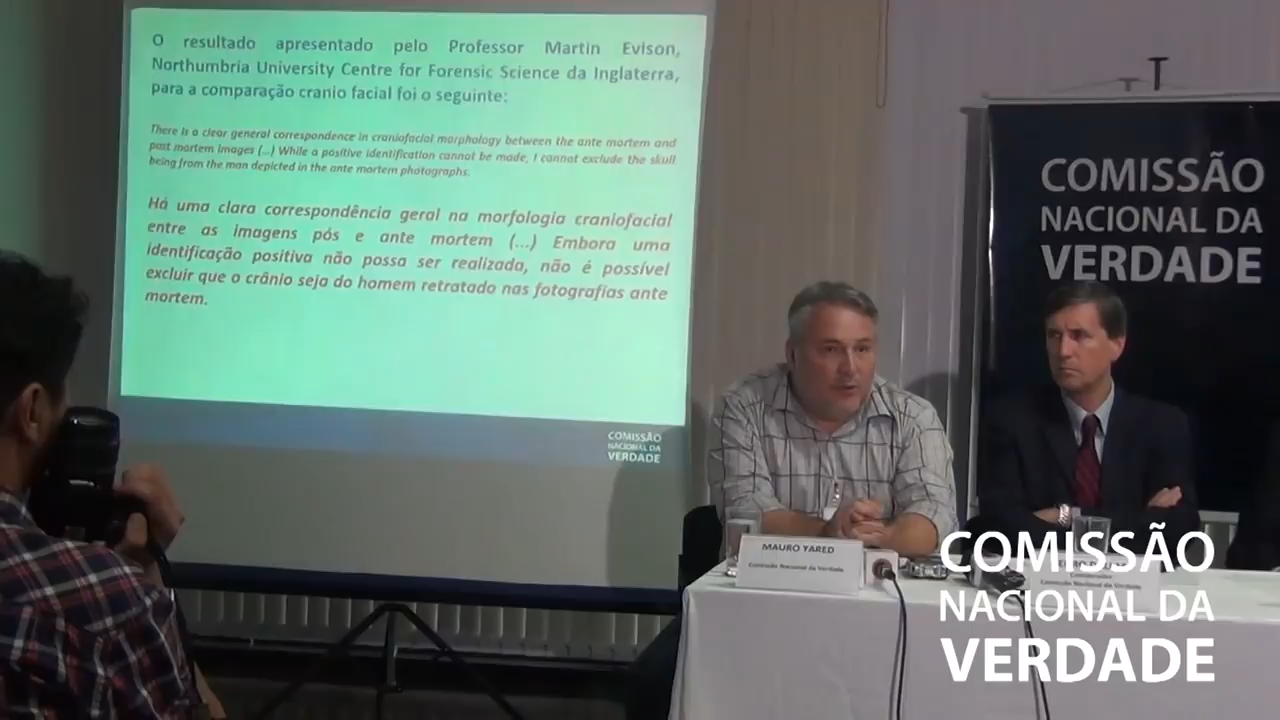 O resultado apresentado pelo Professor Martin Evison,
Northumbria University Centre for Forensic Science da Inglaterra,
para a comparação cranio facial foi o seguinte:
There is a clear general correspondence in craniofacial morphology between the ante mortem and
post mortem images (...) While a positive identification cannot be made, I cannot exclude the skull
being from the man depicted in the ante mortem photographs.
Há uma clara correspondência geral na morfologia craniofacial
entre as imagens pós e ante mortem (...) Embora uma
identificação positiva não possa ser realizada, não é possível
excluir que o crânio seja do homem retratado nas fotografias ante
mortem.
COMISSÃO
NACIONAL DA
VERDADE
COMISSÃO
NACIONAL DA
VERDADE
MAURO YARED
Comissão Nacional da Verdade
Comissão Nacional da Verdade
COMISSÃO
NACIONAL DA
VERDADE